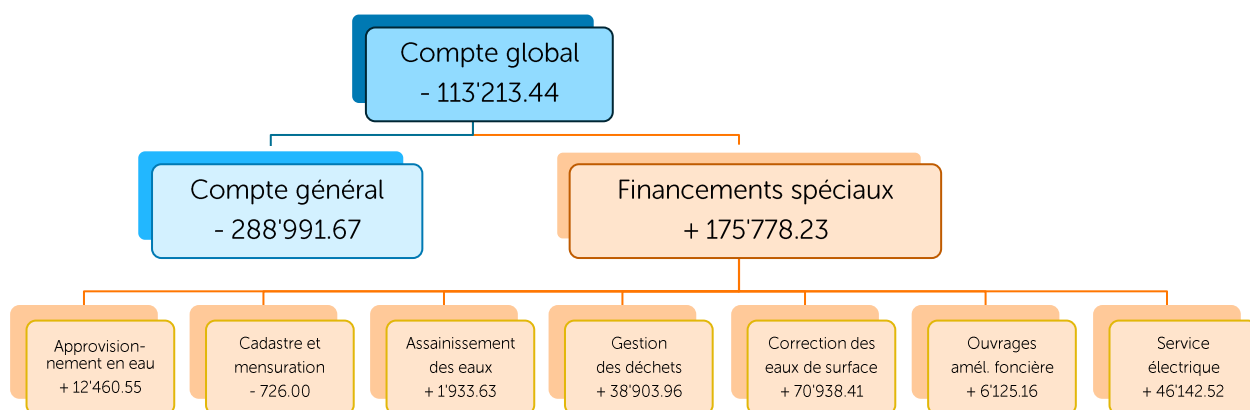 Compte global
- 113'213.44
Compte général
- 288'991.67
Financements spéciaux
+ 175'778.23
Approvision-
nement en eau
+ 12'460.55
Cadastre et
mensuration
- 726.00
Assainissement
des eaux
+ 1'933.63
Gestion
des déchets
+ 38'903.96
Correction des
eaux de surface
+ 70'938.41
Ouvrages
amél. foncière
+ 6'125.16
Service
électrique
+ 46'142.52